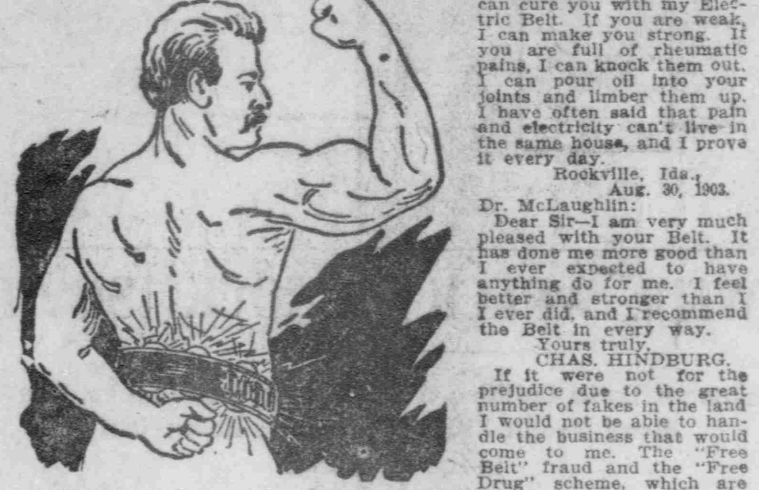 can cure you with my Elec-
tric Belt. If you are weak,
I can make you strong. If
you are full of rheumatic
pains, I can knock them out.
I can pour oil into your
joints and limber them up.
I have often said that pain
and electricity can't live in
the same house, and I prove
it every day.
Rockville, Ida.,
Aug. 30, 1903.
Dr. McLaughlin:
Dear Sir—I am very much
pleased with your Belt. It
has done me more good than
I ever expected to have
anything do for me. I feel
better and stronger than I
I ever did, and I recommend
the Belt in every way.
Yours truly,
CHAS. HINDBURG.
If it were not for the
prejudice due to the great
number of fakes in the land
I would not be able to han-
dle the business that would
come to me. The "Free
Belt" fraud and the "Free
Drug" scheme, which are